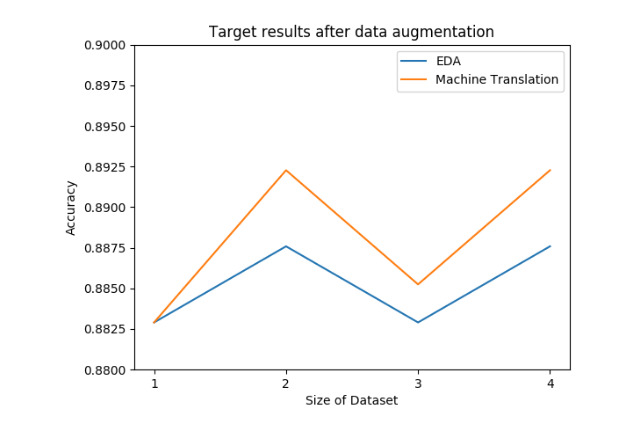 Target results after data augmentation
0.9000
0.8975
0.8950
0.8925
0.8900
0.8875
0.8850
0.8825
0.8800
Accuracy
EDA
Machine Translation
1 2 3 4
Size of Dataset